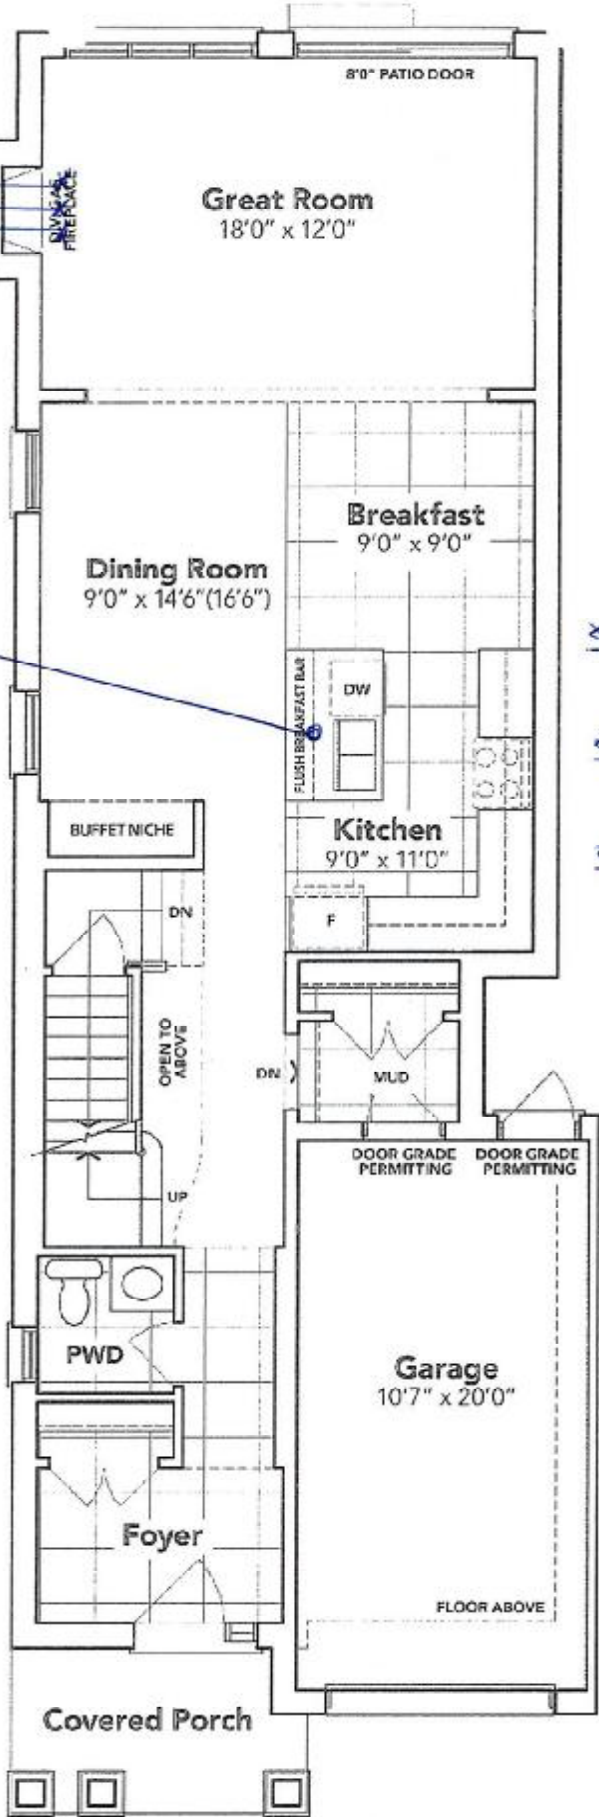 8'0" PATIO DOOR
FIREPLACE
Great Room
18'0" x 12'0"
Breakfast
9'0" x 9'0"
Dining Room
9'0" x 14'6"(16'6")
FLUSH BREAKFAST BAR
DW
BUFFET NICHE
Kitchen
9'0" x 11'0"
DN
F
OPEN TO
ABOVE
DN
MUD
DOOR GRADE
PERMITTING
DOOR GRADE
PERMITTING
UP
PWD
Garage
10'7" x 20'0"
Foyer
FLOOR ABOVE
Covered Porch